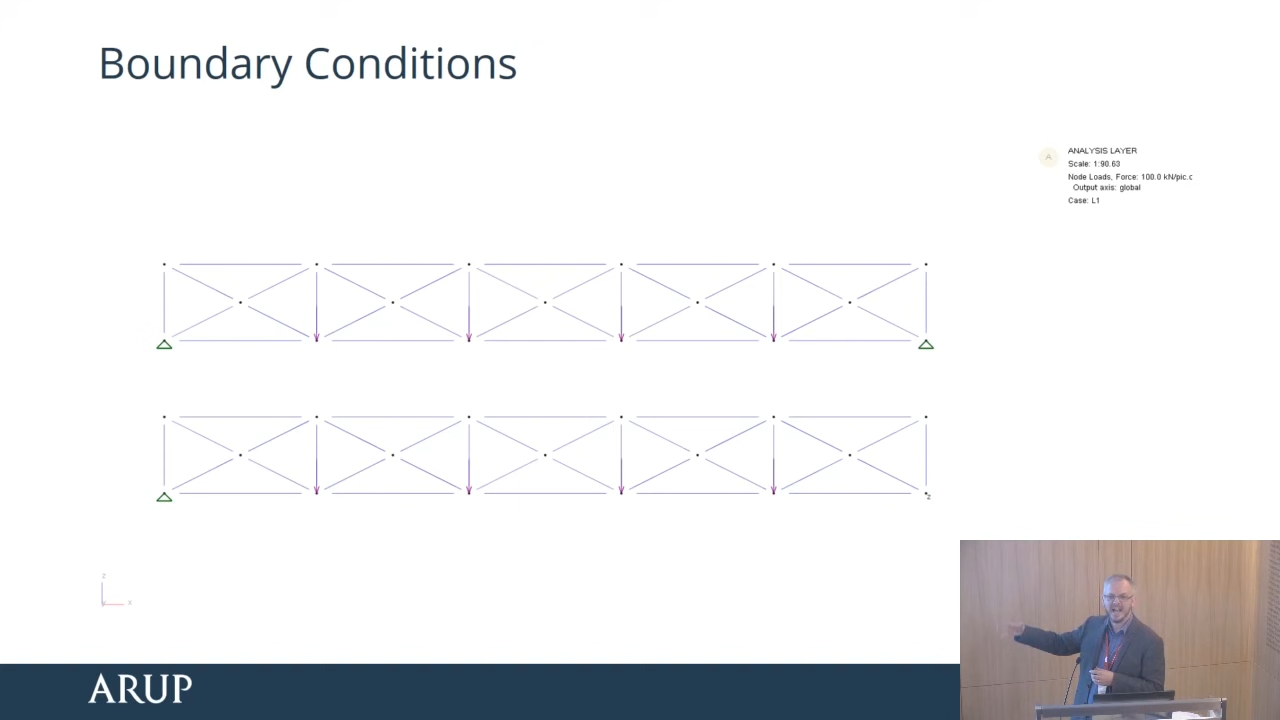 Boundary Conditions
A
ANALYSIS LAYER
Scale: 1:90.63
Node Loads, Force: 100.0 kN/pic.c
Output axis: global
Case: L1
z
z
x
ARUP